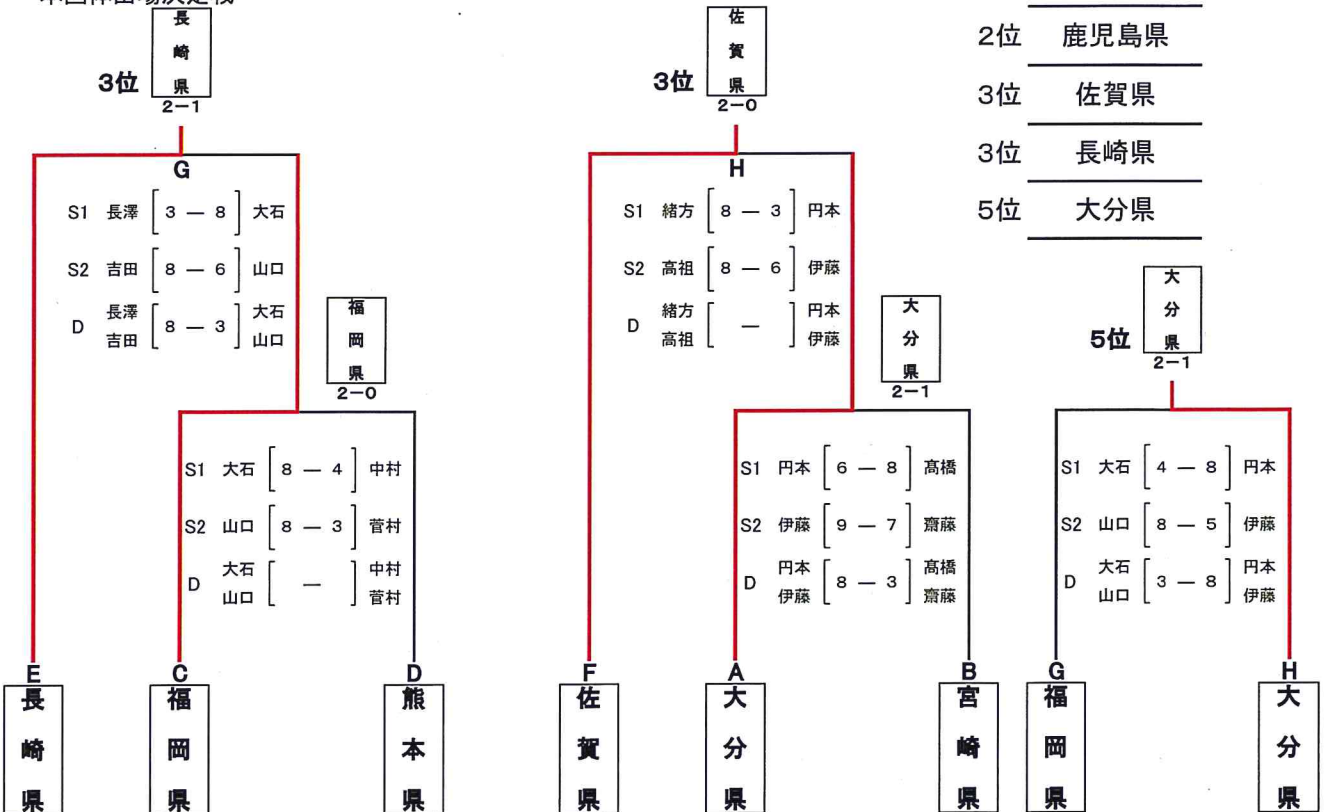 長崎県
3位
2-1
G
S1 長澤 [ 3 — 8 ] 大石
S2 吉田 [ 8 — 6 ] 山口
D 長澤 吉田 [ 8 — 3 ] 大石 山口
福岡県
2-0
S1 大石 [ 8 — 4 ] 中村
S2 山口 [ 8 — 3 ] 菅村
D 大石 山口 [ — ] 中村 菅村
E
長崎県
C
福岡県
D
熊本県
佐賀県
3位
2-0
H
S1 緒方 [ 8 — 3 ] 円本
S2 高祖 [ 8 — 6 ] 伊藤
D 緒方 高祖 [ — ] 円本 伊藤
大分県
2-1
S1 円本 [ 6 — 8 ] 髙橋
S2 伊藤 [ 9 — 7 ] 齋藤
D 円本 伊藤 [ 8 — 3 ] 髙橋 齋藤
F
佐賀県
A
大分県
B
宮崎県
2位 鹿児島県
3位 佐賀県
3位 長崎県
5位 大分県
大分県
5位
2-1
S1 大石 [ 4 — 8 ] 円本
S2 山口 [ 8 — 5 ] 伊藤
D 大石 山口 [ 3 — 8 ] 円本 伊藤
G
福岡県
H
大分県